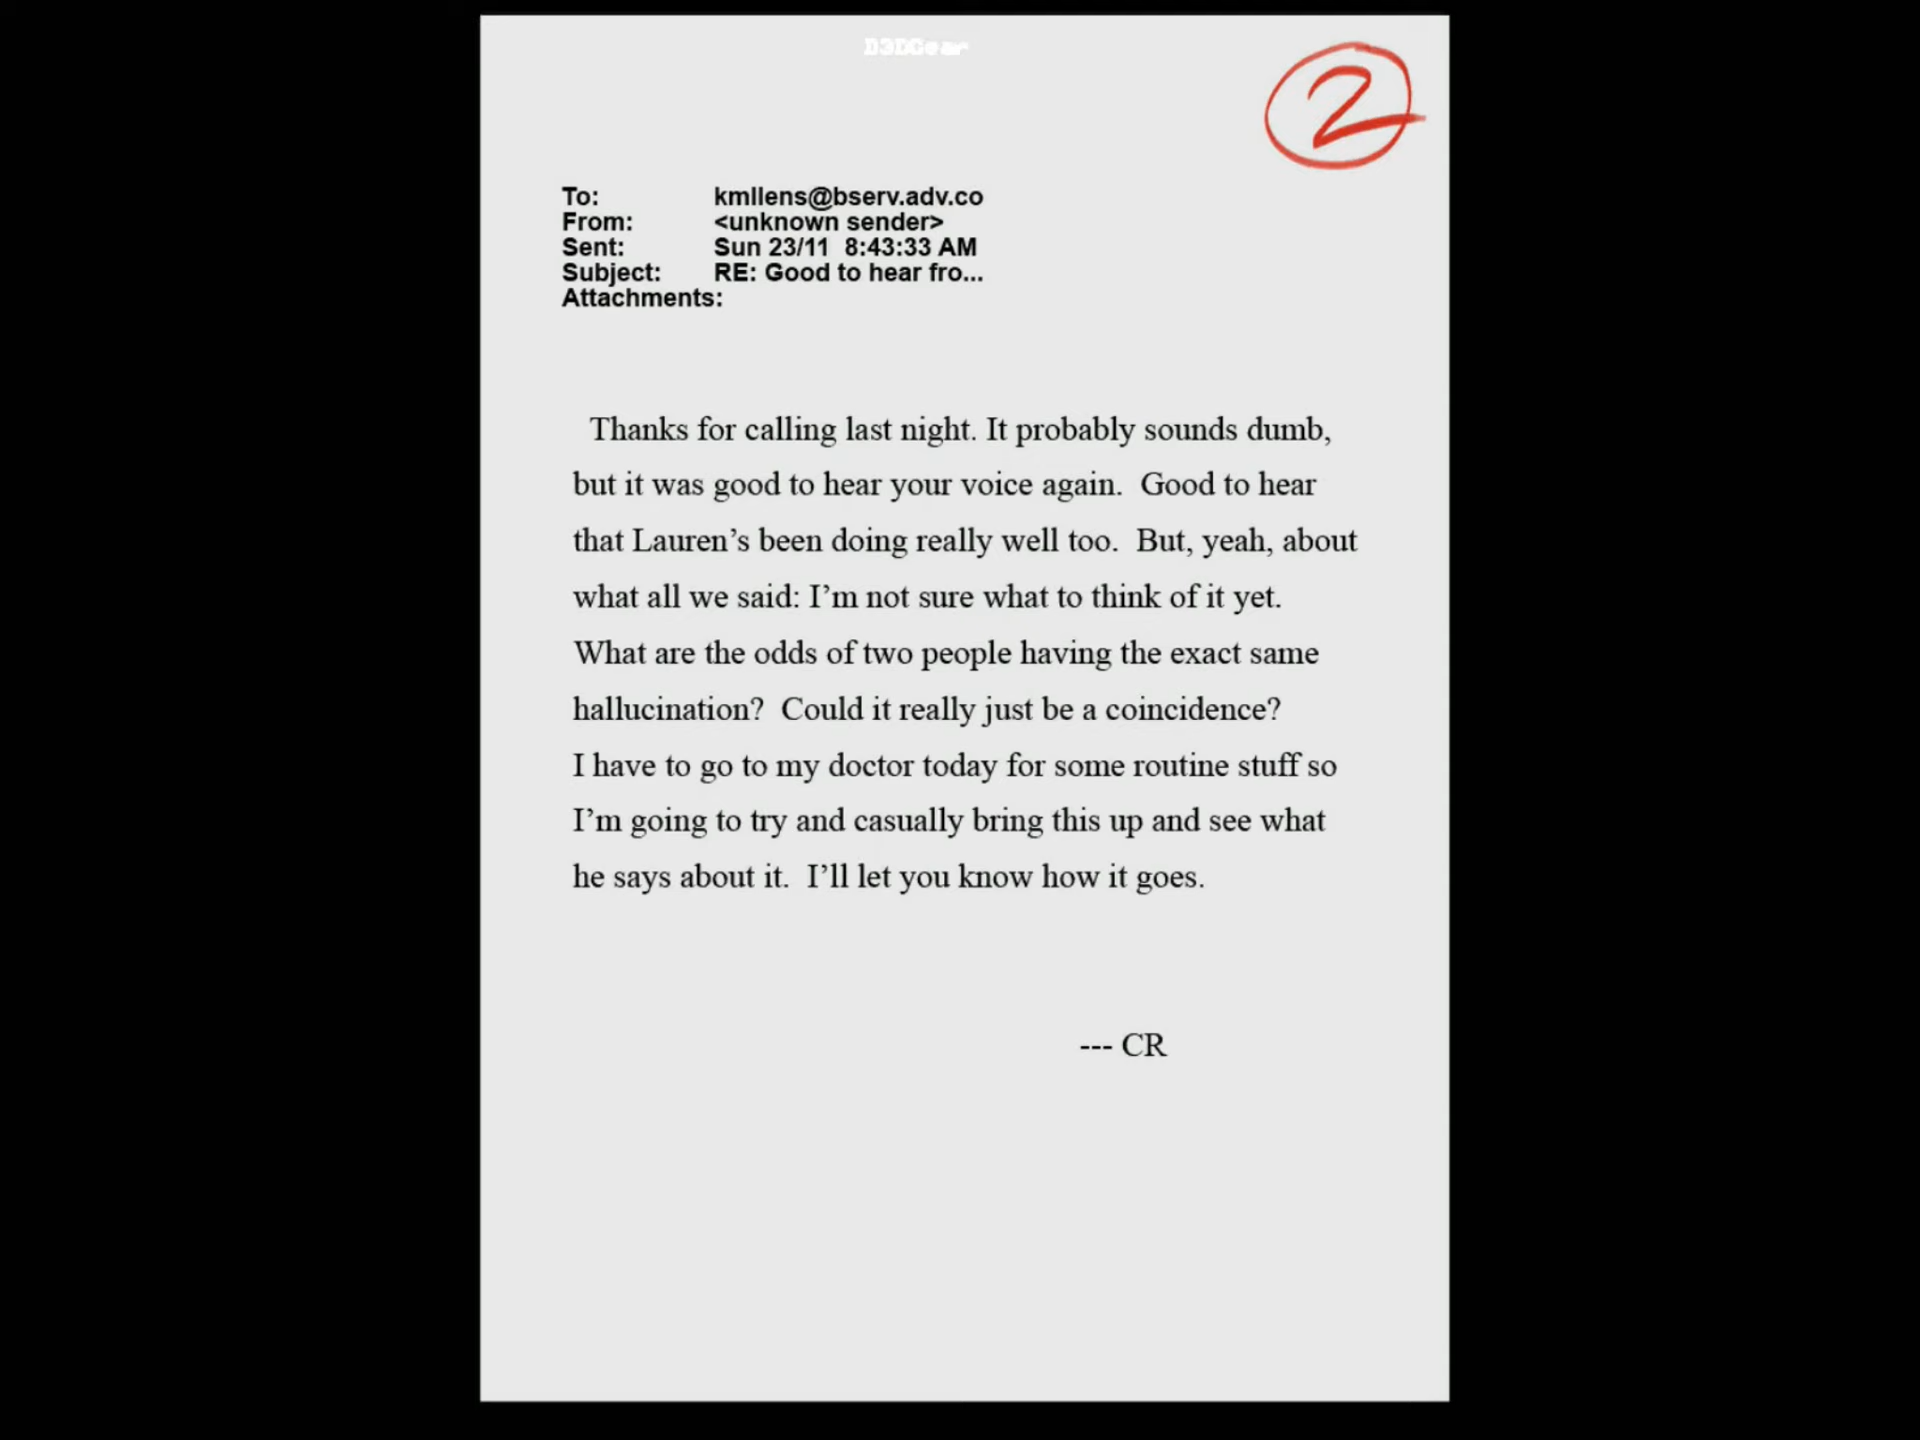 D3DGear
2
To: kmllens@bserv.adv.co
From: <unknown sender>
Sent: Sun 23/11  8:43:33 AM
Subject: RE: Good to hear fro...
Attachments:
Thanks for calling last night. It probably sounds dumb,
but it was good to hear your voice again.  Good to hear
that Lauren’s been doing really well too.  But, yeah, about
what all we said: I’m not sure what to think of it yet.
What are the odds of two people having the exact same
hallucination?  Could it really just be a coincidence?
I have to go to my doctor today for some routine stuff so
I’m going to try and casually bring this up and see what
he says about it.  I’ll let you know how it goes.
--- CR